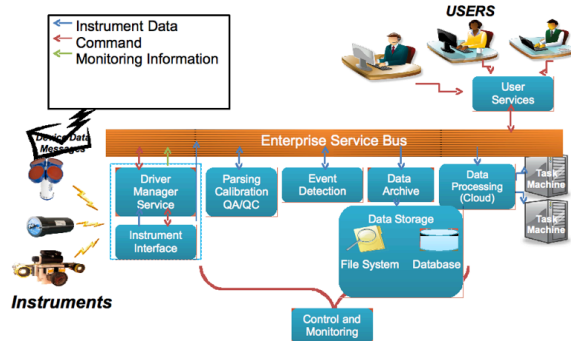 Instrument Data
Command
Monitoring Information
USERS
User
Services
Device Data
Messages
Enterprise Service Bus
Driver
Manager
Service
Parsing
Calibration
QA/QC
Event
Detection
Data
Archive
Data
Processing
(Cloud)
Task
Machine
Task
Machine
Instrument
Interface
Data Storage
File System
Database
Instruments
Control and
Monitoring